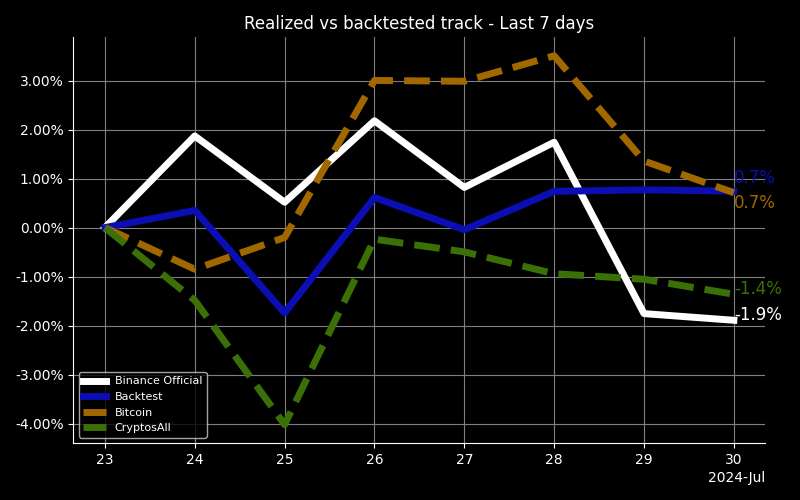 Realized vs backtested track - Last 7 days
3.00%
2.00%
1.00%
0.00%
-1.00%
-2.00%
-3.00%
-4.00%
0.7%
0.7%
-1.4%
-1.9%
Binance Official
Backtest
Bitcoin
CryptosAll
23 24 25 26 27 28 29 30
2024-Jul